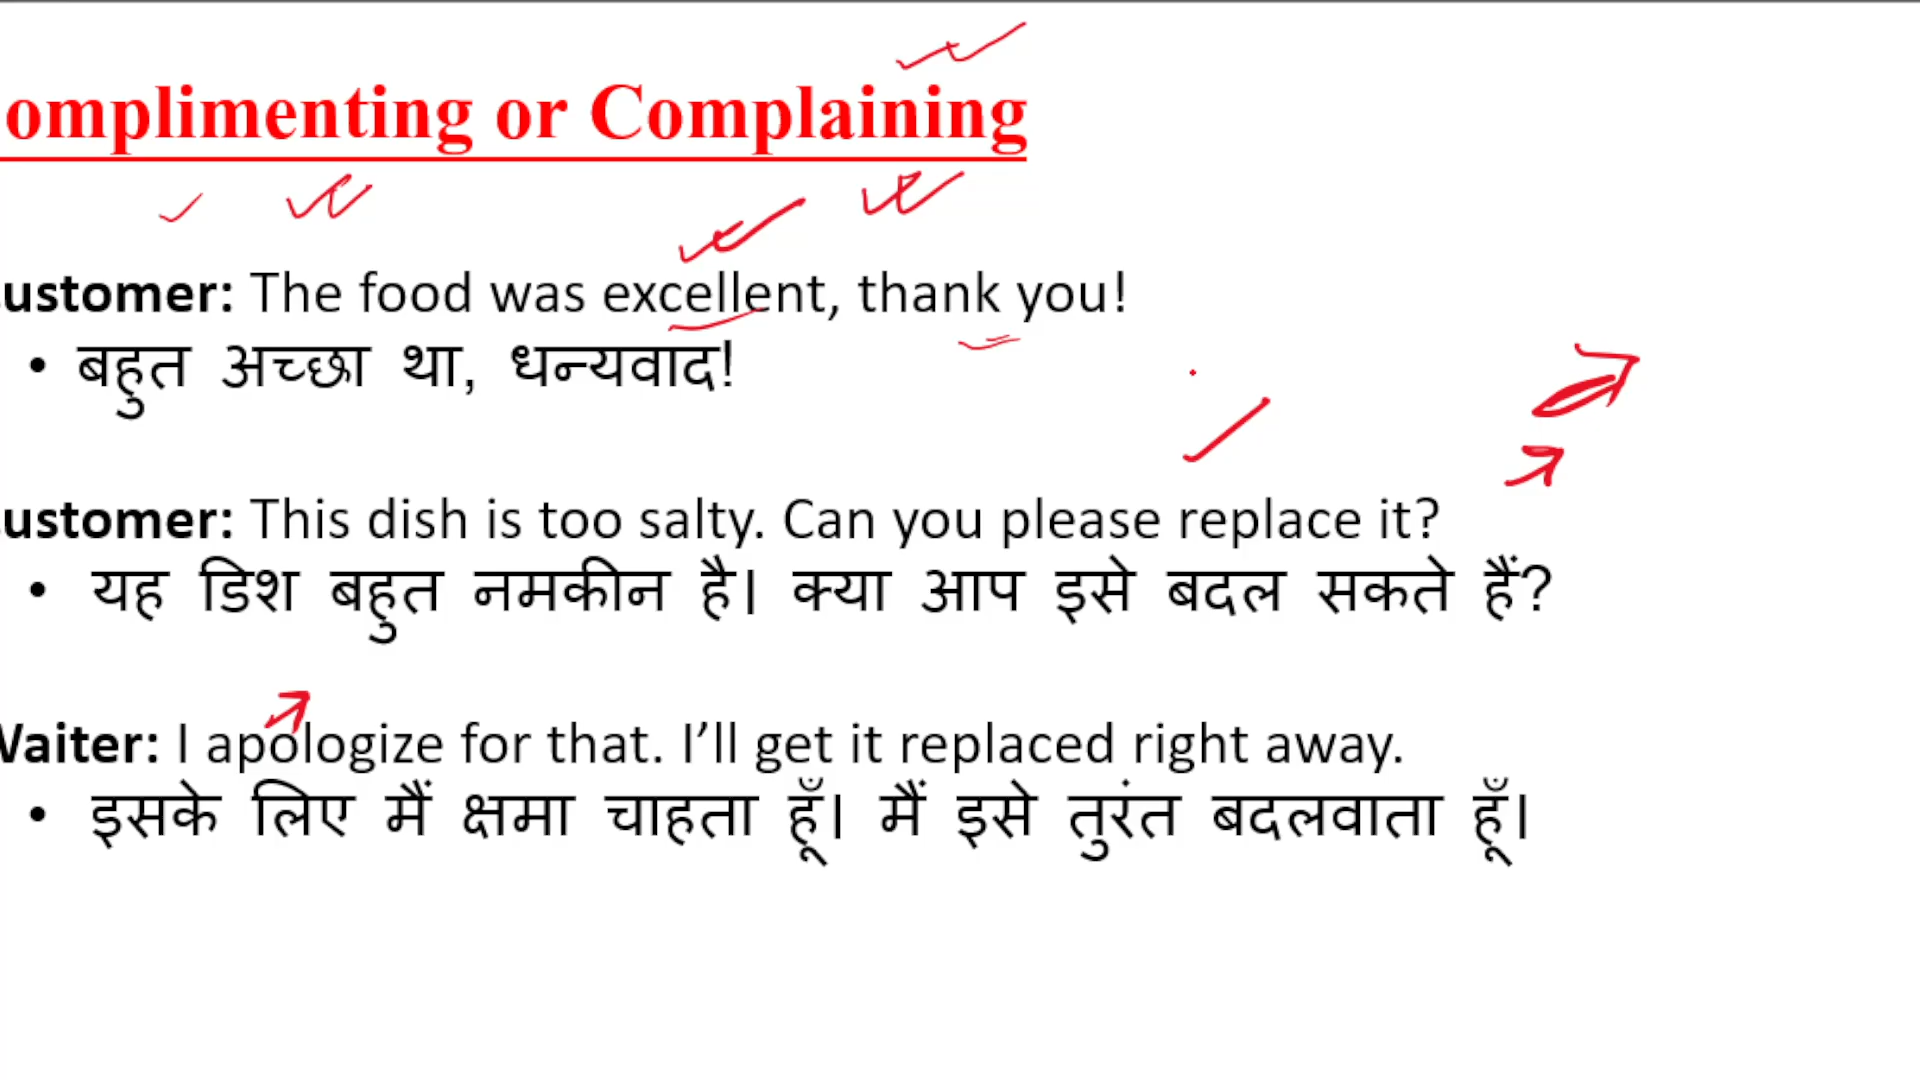 omplimenting or Complaining
ustomer: The food was excellent, thank you!
• बहुत अच्छा था, धन्यवाद!
ustomer: This dish is too salty. Can you please replace it?
• यह डिश बहुत नमकीन है। क्या आप इसे बदल सकते हैं?
Waiter: I apologize for that. I’ll get it replaced right away.
• इसके लिए मैं क्षमा चाहता हूँ। मैं इसे तुरंत बदलवाता हूँ।